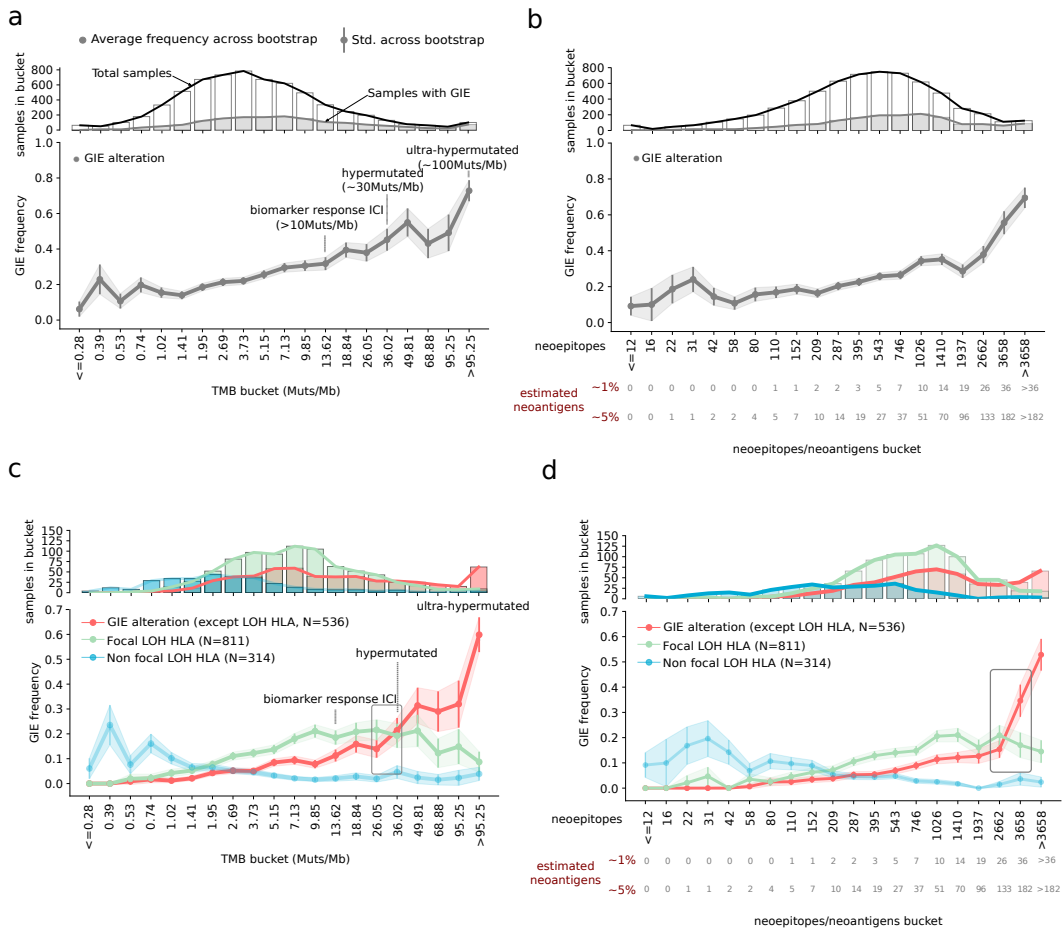 a
Average frequency across bootstrap
Std. across bootstrap
samples in bucket
800
600
400
200
0
Total samples
Samples with GIE
GIE frequency
1.0
0.8
0.6
0.4
0.2
0.0
GIE alteration
ultra-hypermutated
(~100Muts/Mb)
hypermutated
(~30Muts/Mb)
biomarker response ICI
(>10Muts/Mb)
<=0.28 0.39 0.53 0.74 1.02 1.41 1.95 2.69 3.73 5.15 7.13 9.85 13.62 18.84 26.05 36.02 49.81 68.88 95.25 >95.25
TMB bucket (Muts/Mb)
b
samples in bucket
800
600
400
200
0
GIE frequency
1.0
0.8
0.6
0.4
0.2
0.0
GIE alteration
neoepitopes
<=12 16 22 31 42 58 80 110 152 209 287 395 543 746 1026 1410 1937 2662 3658 >3658
estimated
neoantigens
~1% 0 0 0 0 0 0 0 1 1 2 2 3 5 7 10 14 19 26 36 >36
~5% 0 0 1 1 2 2 4 5 7 10 14 19 27 37 51 70 96 133 182 >182
neoepitopes/neoantigens bucket
c
samples in bucket
150
125
100
75
50
25
0
GIE frequency
0.7
0.6
0.5
0.4
0.3
0.2
0.1
0.0
GIE alteration (except LOH HLA, N=536)
Focal LOH HLA (N=811)
Non focal LOH HLA (N=314)
ultra-hypermutated
hypermutated
biomarker response ICI
<=0.28 0.39 0.53 0.74 1.02 1.41 1.95 2.69 3.73 5.15 7.13 9.85 13.62 18.84 26.05 36.02 49.81 68.88 95.25 >95.25
TMB bucket (Muts/Mb)
d
samples in bucket
150
125
100
75
50
25
0
GIE frequency
0.7
0.6
0.5
0.4
0.3
0.2
0.1
0.0
GIE alteration (except LOH HLA, N=536)
Focal LOH HLA (N=811)
Non focal LOH HLA (N=314)
neoepitopes
<=12 16 22 31 42 58 80 110 152 209 287 395 543 746 1026 1410 1937 2662 3658 >3658
estimated
neoantigens
~1% 0 0 0 0 0 0 0 1 1 2 2 3 5 7 10 14 19 26 36 >36
~5% 0 0 1 1 2 2 4 5 7 10 14 19 27 37 51 70 96 133 182 >182
neoepitopes/neoantigens bucket